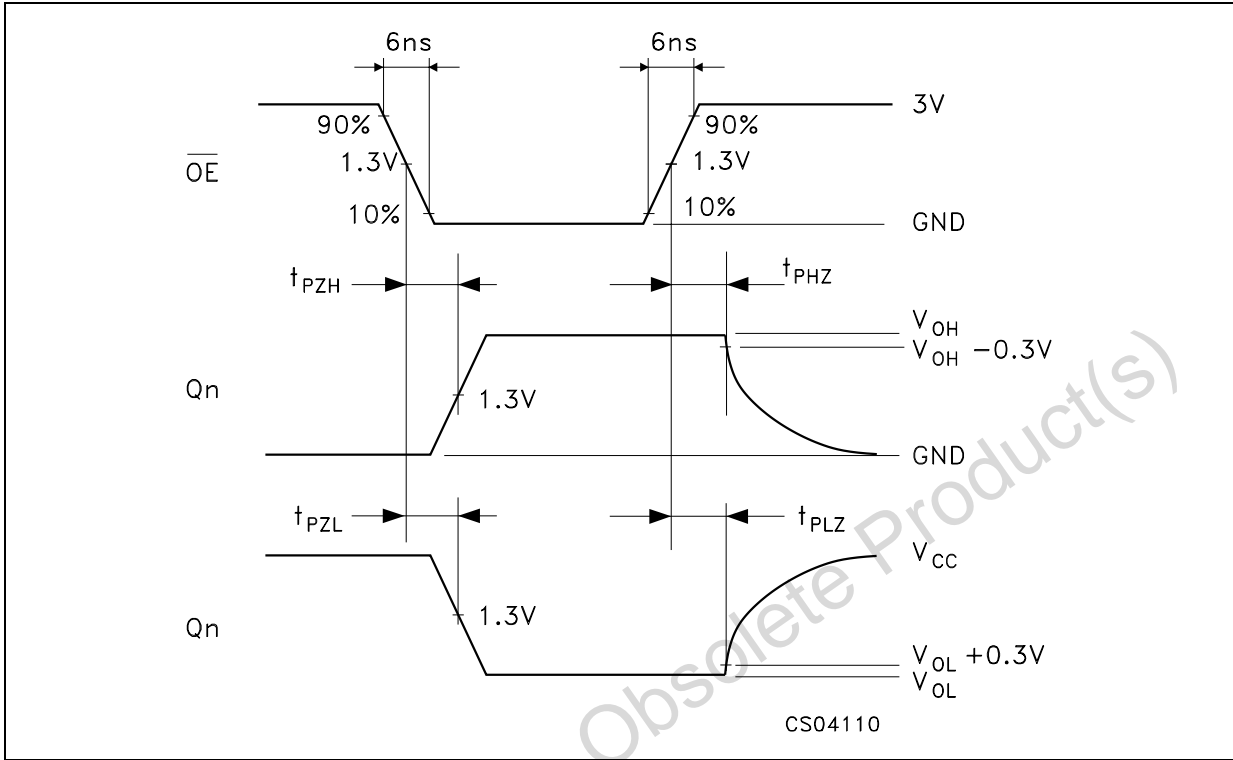 6ns 6ns
3V
90% 90%
OE 1.3V 1.3V
10% 10%
GND
tPZH tPHZ
VOH
VOH −0.3V
Qn 1.3V
GND
tPZL tPLZ
VCC
Qn 1.3V
VOL +0.3V
VOL
CS04110
Obsolete Product(s)